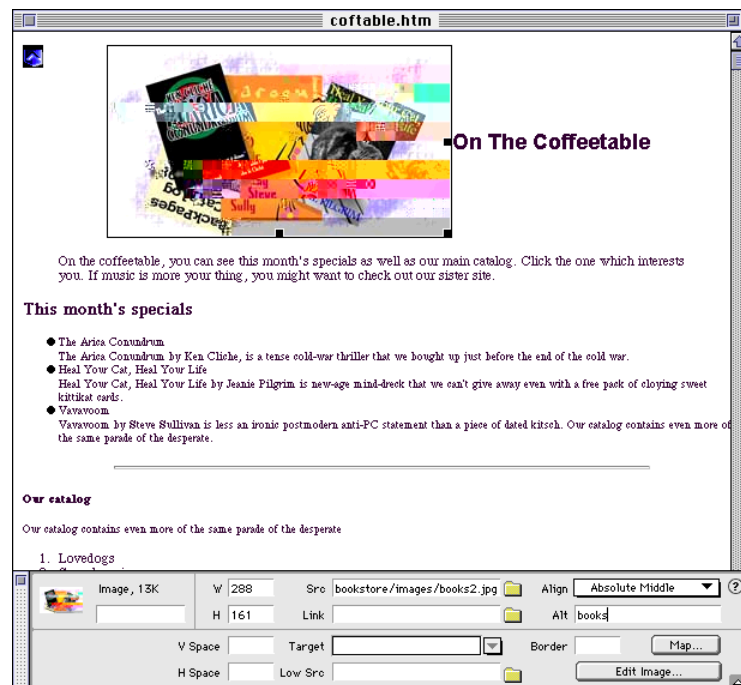 coftable.htm
On The Coffeetable
KEN CLICHE
ARICA
CONUNDRUM
Steve
Sully
PILGRIM
BackPages
Catalog
On the coffeetable, you can see this month's specials as well as our main catalog. Click the one which interests
you. If music is more your thing, you might want to check out our sister site.
This month's specials
The Arica Conundrum
The Arica Conundrum by Ken Cliche, is a tense cold-war thriller that we bought up just before the end of the cold war.
Heal Your Cat, Heal Your Life
Heal Your Cat, Heal Your Life by Jeanie Pilgrim is new-age mind-dreck that we can't give away even with a free pack of cloying sweet
kittikat cards.
Vavavoom
Vavavoom by Steve Sullivan is less an ironic postmodern anti-PC statement than a piece of dated kitsch. Our catalog contains even more of
the same parade of the desperate.
Our catalog
Our catalog contains even more of the same parade of the desperate
1. Lovedogs
Image, 13K W 288 Src bookstore/images/books2.jpg Align Absolute Middle ?
H 161 Link Alt books
V Space Target Border Map...
H Space Low Src Edit Image...